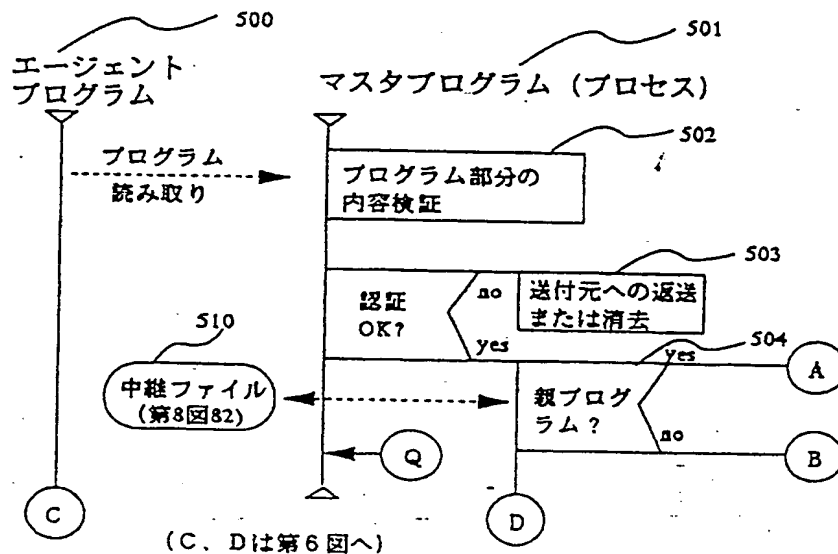 500
エージェント
プログラム
501
マスタプログラム (プロセス)
502
プログラム
読み取り
プログラム部分の
内容検証
503
認証
OK?
no
yes
送付元への返送
または消去
504
510
中継ファイル
(第8図82)
親プログ
ラム?
yes
no
A
B
Q
C
D
(C、Dは第6図へ)